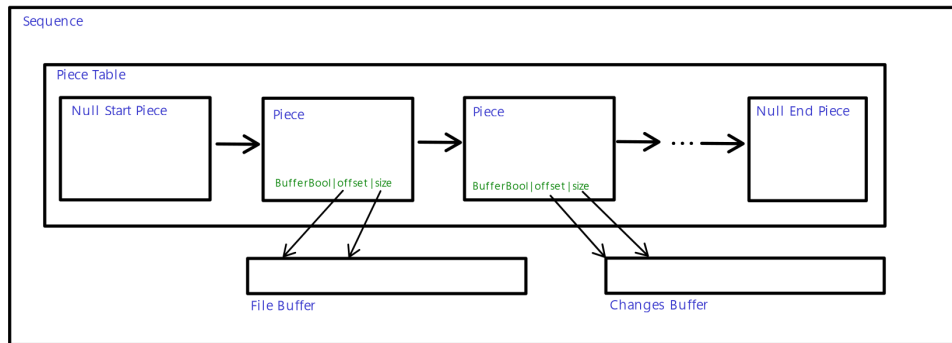 Sequence
Piece Table
Null Start Piece
Piece
Piece
Null End Piece
...
BufferBool|offset|size
BufferBool|offset|size
File Buffer
Changes Buffer